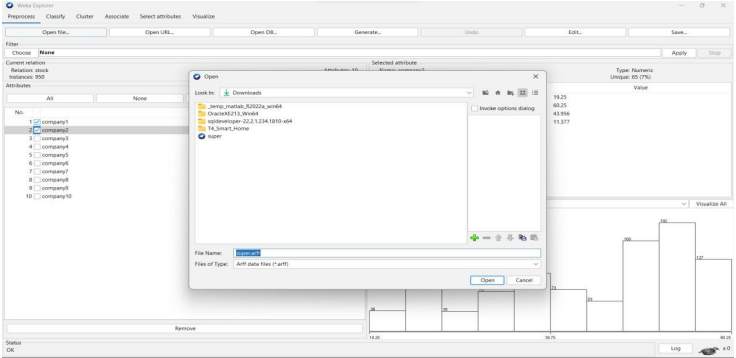 Weka Explorer
Preprocess Classify Cluster Associate Select attributes Visualize
Open file... Open URL... Open DB... Generate... Undo Edit... Save...
Filter
Choose None Apply Stop
Current relation Selected attribute
Relation: stock
Instances: 950
Type: Numeric
Unique: 65 (7%)
Attributes
All None
No.
1 company1
2 company2
3 company3
4 company4
5 company5
6 company6
7 company7
8 company8
9 company9
10 company10
Remove
Open
Look In: Downloads
_temp_matlab_R2022a_win64
OracleXE213_Win64
sqldeveloper-22.2.1.234.1810-x64
T4_Smart_Home
super
Invoke options dialog
File Name: super.arff
Files of Type: Arff data files (*.arff)
Open Cancel
Value
19.25
60.25
43.956
11.377
Visualize All
192
160
127
73
53
19.25 60.25
Status
OK
Log x 0